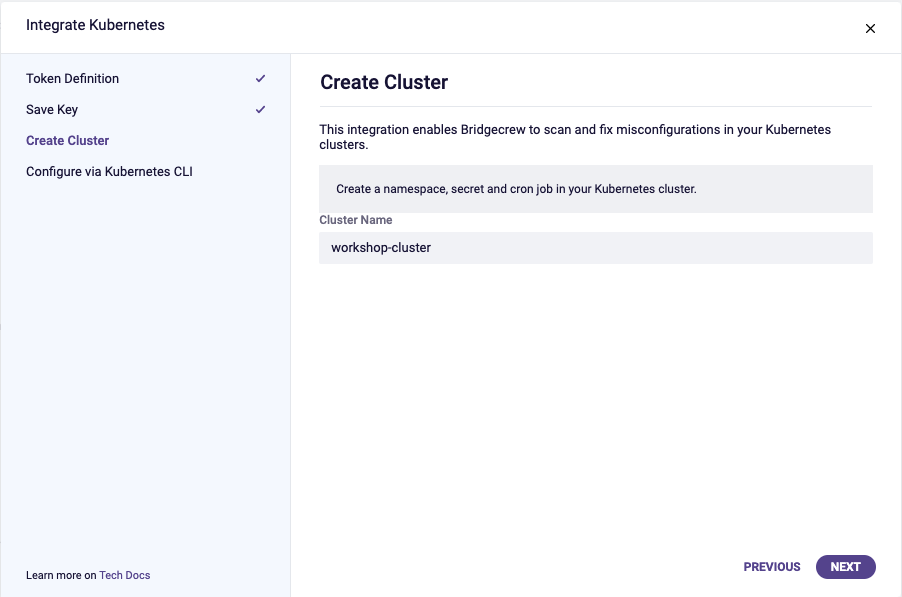 Integrate Kubernetes
Token Definition
Save Key
Create Cluster
Configure via Kubernetes CLI
Learn more on Tech Docs
Create Cluster
This integration enables Bridgecrew to scan and fix misconfigurations in your Kubernetes
clusters.
Create a namespace, secret and cron job in your Kubernetes cluster.
Cluster Name
workshop-cluster
PREVIOUS
NEXT